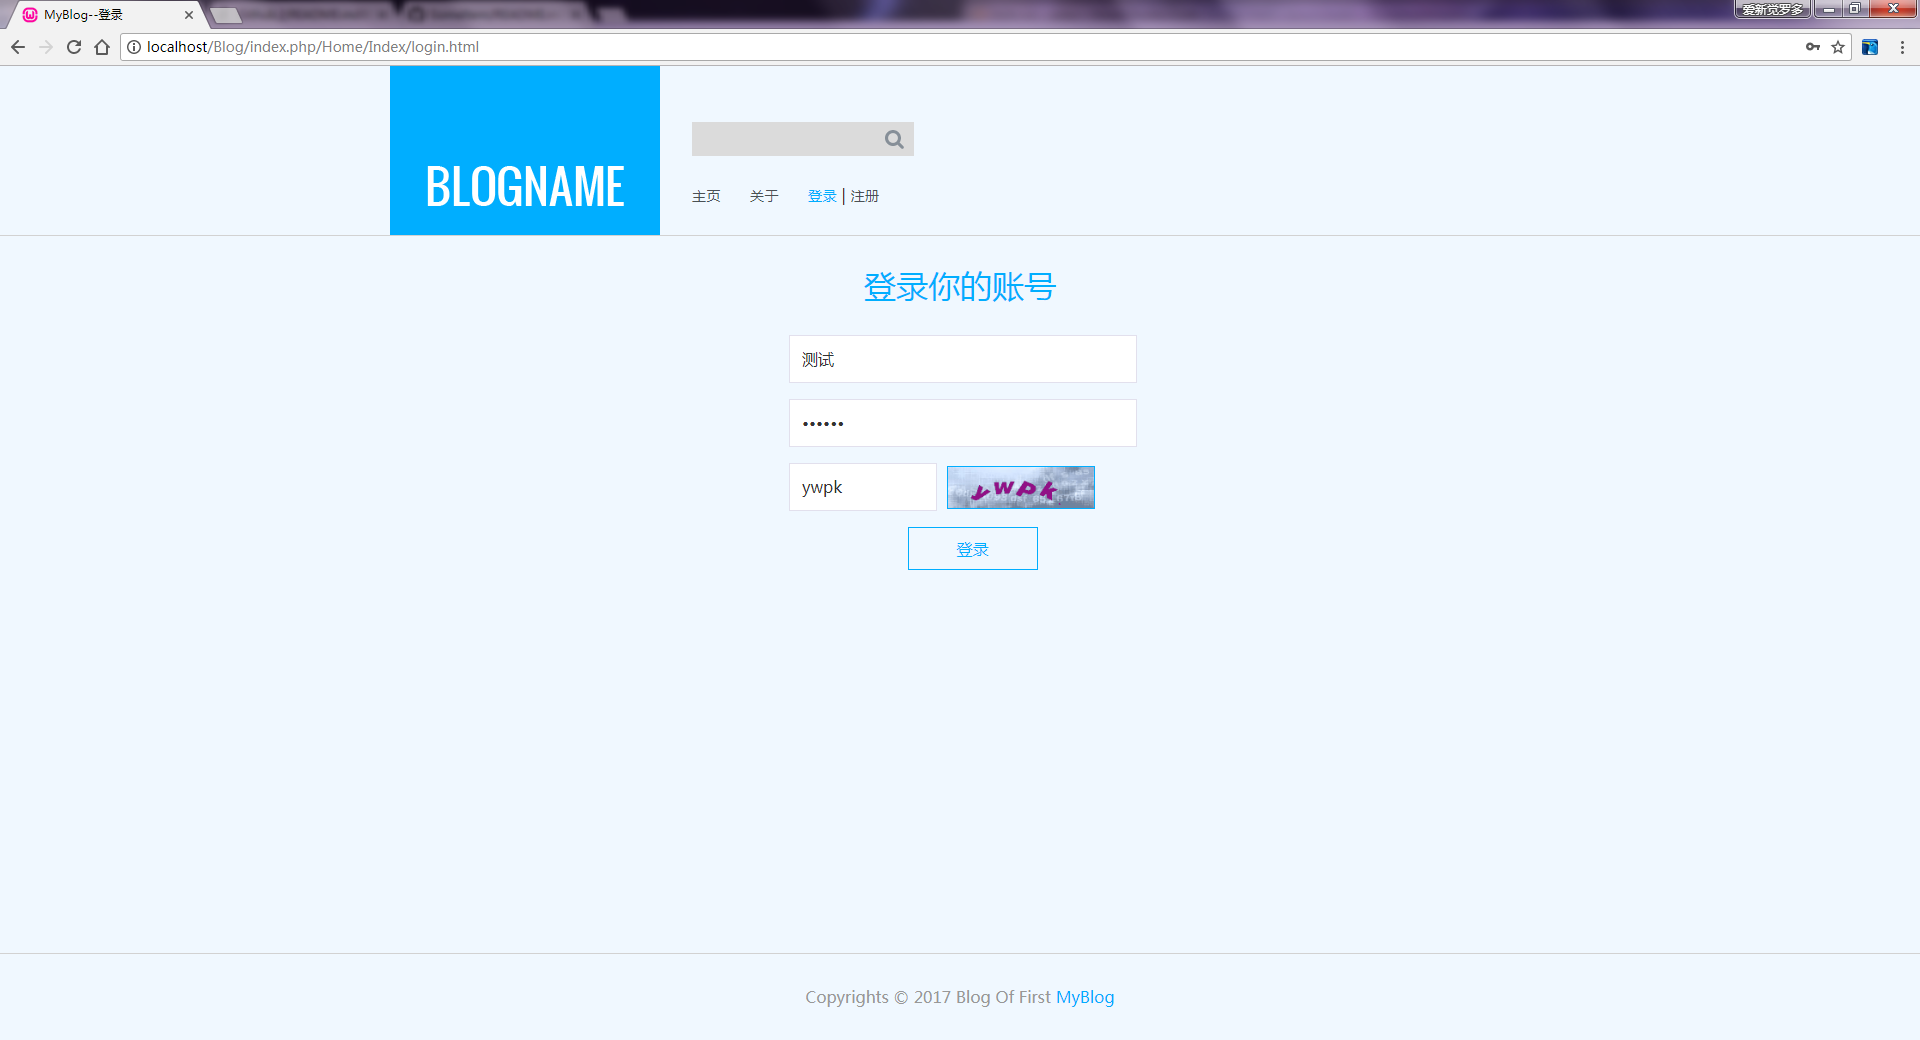 MyBlog--登录
爱新觉罗多
localhost/Blog/index.php/Home/Index/login.html
BLOGNAME
主页 关于 登录 | 注册
登录你的账号
测试
••••••
ywpk ywpk
登录
Copyrights © 2017 Blog Of First MyBlog